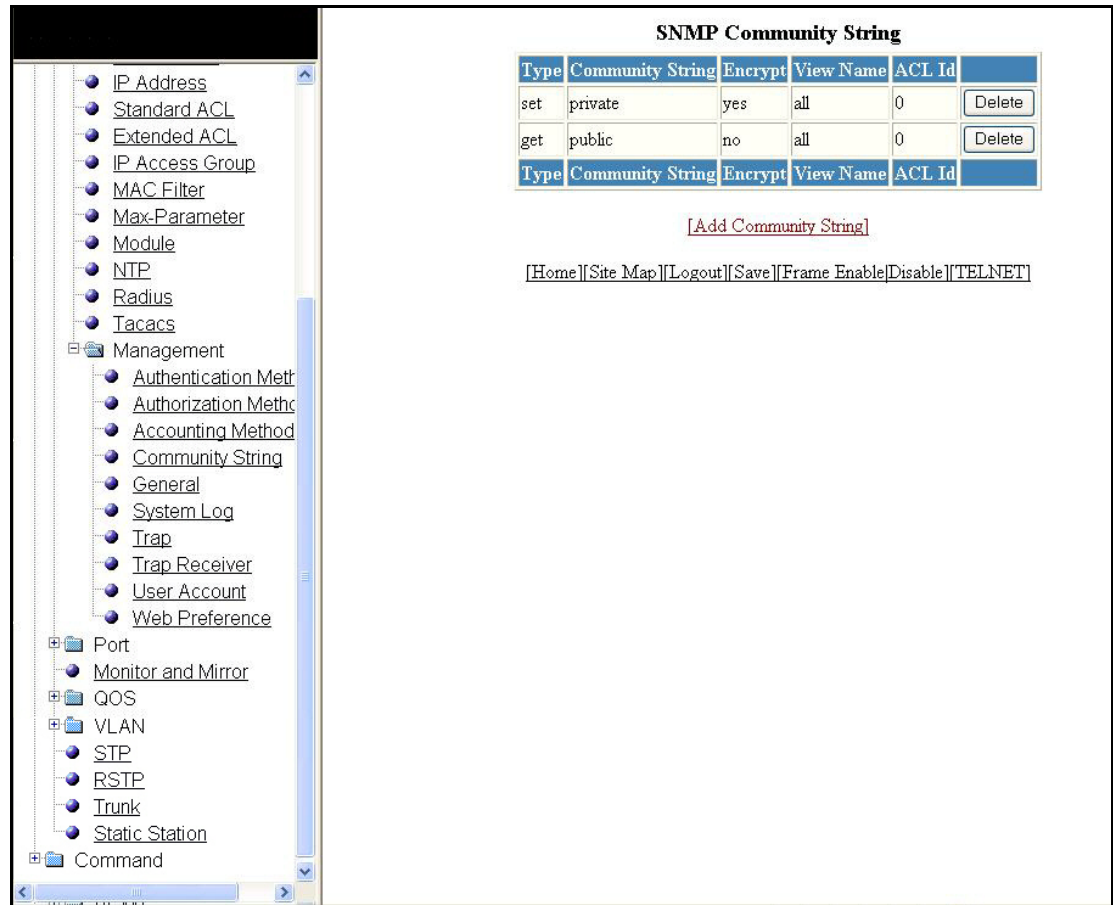 IP Address
Standard ACL
Extended ACL
IP Access Group
MAC Filter
Max-Parameter
Module
NTP
Radius
Tacacs
Management
Authentication Meth
Authorization Metho
Accounting Method
Community String
General
System Log
Trap
Trap Receiver
User Account
Web Preference
Port
Monitor and Mirror
QOS
VLAN
STP
RSTP
Trunk
Static Station
Command
SNMP Community String
Type Community String Encrypt View Name ACL Id
set private yes all 0 Delete
get public no all 0 Delete
Type Community String Encrypt View Name ACL Id
[Add Community String]
[Home][Site Map][Logout][Save][Frame Enable|Disable][TELNET]